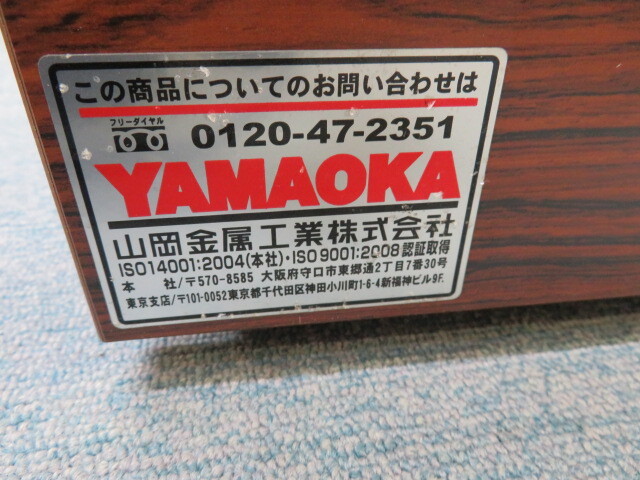 この商品についてのお問い合わせは
フリーダイヤル
0120-47-2351
YAMAOKA
山岡金属工業株式会社
ISO14001:2004(本社)・ISO9001:2008認証取得
本　社/〒570-8585 大阪府守口市東郷通2丁目7番30号
東京支店/〒101-0052東京都千代田区神田小川町1-6-4新福神ビル9F.